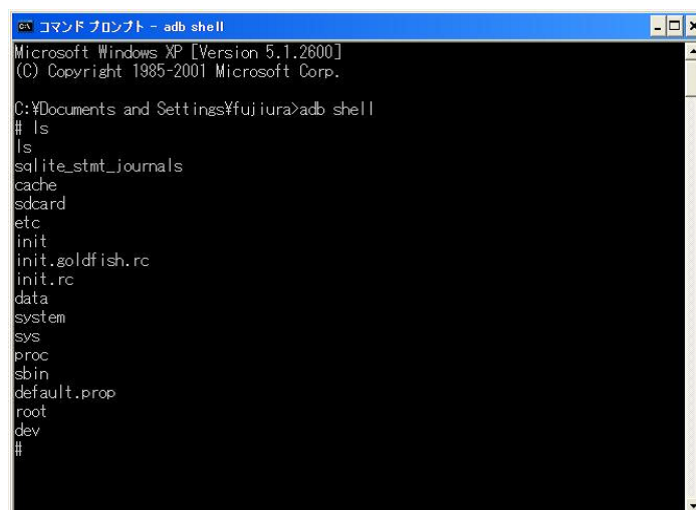 コマンド プロンプト - adb shell
Microsoft Windows XP [Version 5.1.2600]
(C) Copyright 1985-2001 Microsoft Corp.
C:¥Documents and Settings¥fujiura>adb shell
# ls
ls
sqlite_stmt_journals
cache
sdcard
etc
init
init.goldfish.rc
init.rc
data
system
sys
proc
sbin
default.prop
root
dev
#